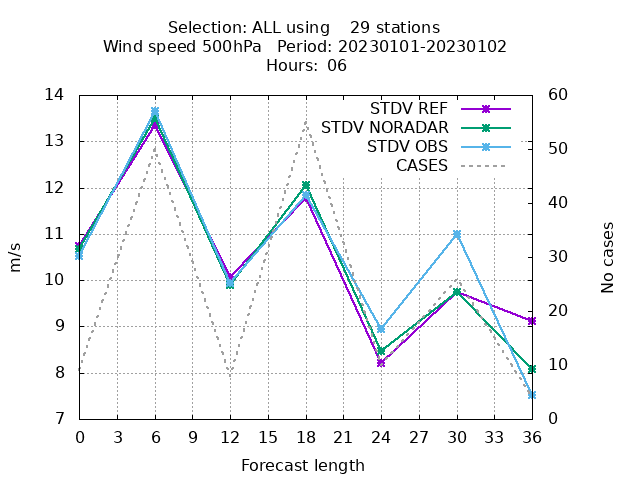 Selection: ALL using    29 stations
Wind speed 500hPa   Period: 20230101-20230102
Hours: 06
14
13
12
11
10
9
8
7
60
50
40
30
20
10
0
m/s
No cases
STDV REF
STDV NORADAR
STDV OBS
CASES
0 3 6 9 12 15 18 21 24 27 30 33 36
Forecast length